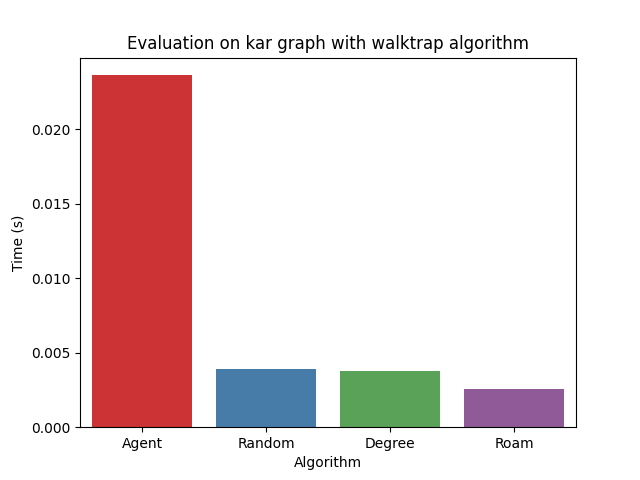 Evaluation on kar graph with walktrap algorithm
Time (s)
0.020
0.015
0.010
0.005
0.000
Agent Random Degree Roam
Algorithm